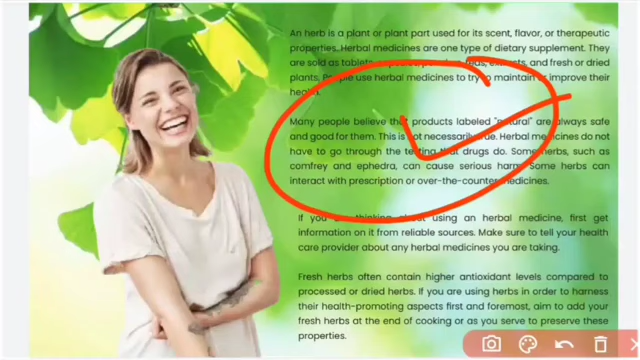 An herb is a plant or plant part used for its scent, flavor, or therapeutic
properties. Herbal medicines are one type of dietary supplement. They
are sold as tablets, and fresh or dried
plants. People use herbal medicines to try to maintain or improve their
health.
Many people believe that products labeled "natural" are always safe
and good for them. This is not necessarily true. Herbal medicines do not
have to go through the testing that drugs do. Some herbs, such as
comfrey and ephedra, can cause serious harm. Some herbs can
interact with prescription or over-the-counter medicines.
If you are thinking about using an herbal medicine, first get
information on it from reliable sources. Make sure to tell your health
care provider about any herbal medicines you are taking.
Fresh herbs often contain higher antioxidant levels compared to
processed or dried herbs. If you are using herbs in order to harness
their health-promoting aspects first and foremost, aim to add your
fresh herbs at the end of cooking or as you serve to preserve these
properties.